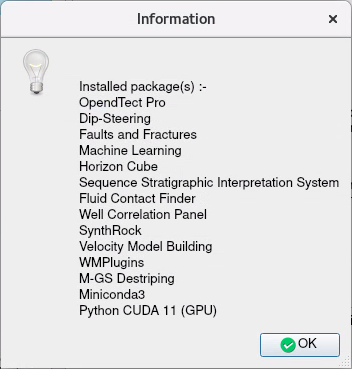 Information
Installed package(s) :-
OpendTect Pro
Dip-Steering
Faults and Fractures
Machine Learning
Horizon Cube
Sequence Stratigraphic Interpretation System
Fluid Contact Finder
Well Correlation Panel
SynthRock
Velocity Model Building
WMPlugins
M-GS Destriping
Miniconda3
Python CUDA 11 (GPU)
OK